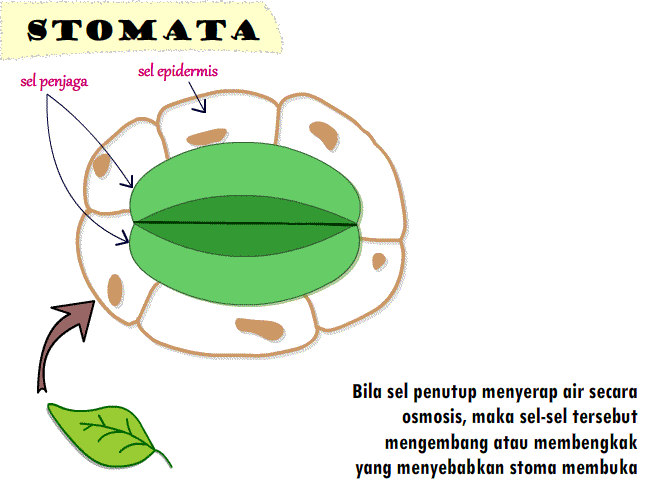 STOMATA
sel epidermis
sel penjaga
Bila sel penutup menyerap air secara
osmosis, maka sel-sel tersebut
mengembang atau membengkak
yang menyebabkan stoma membuka